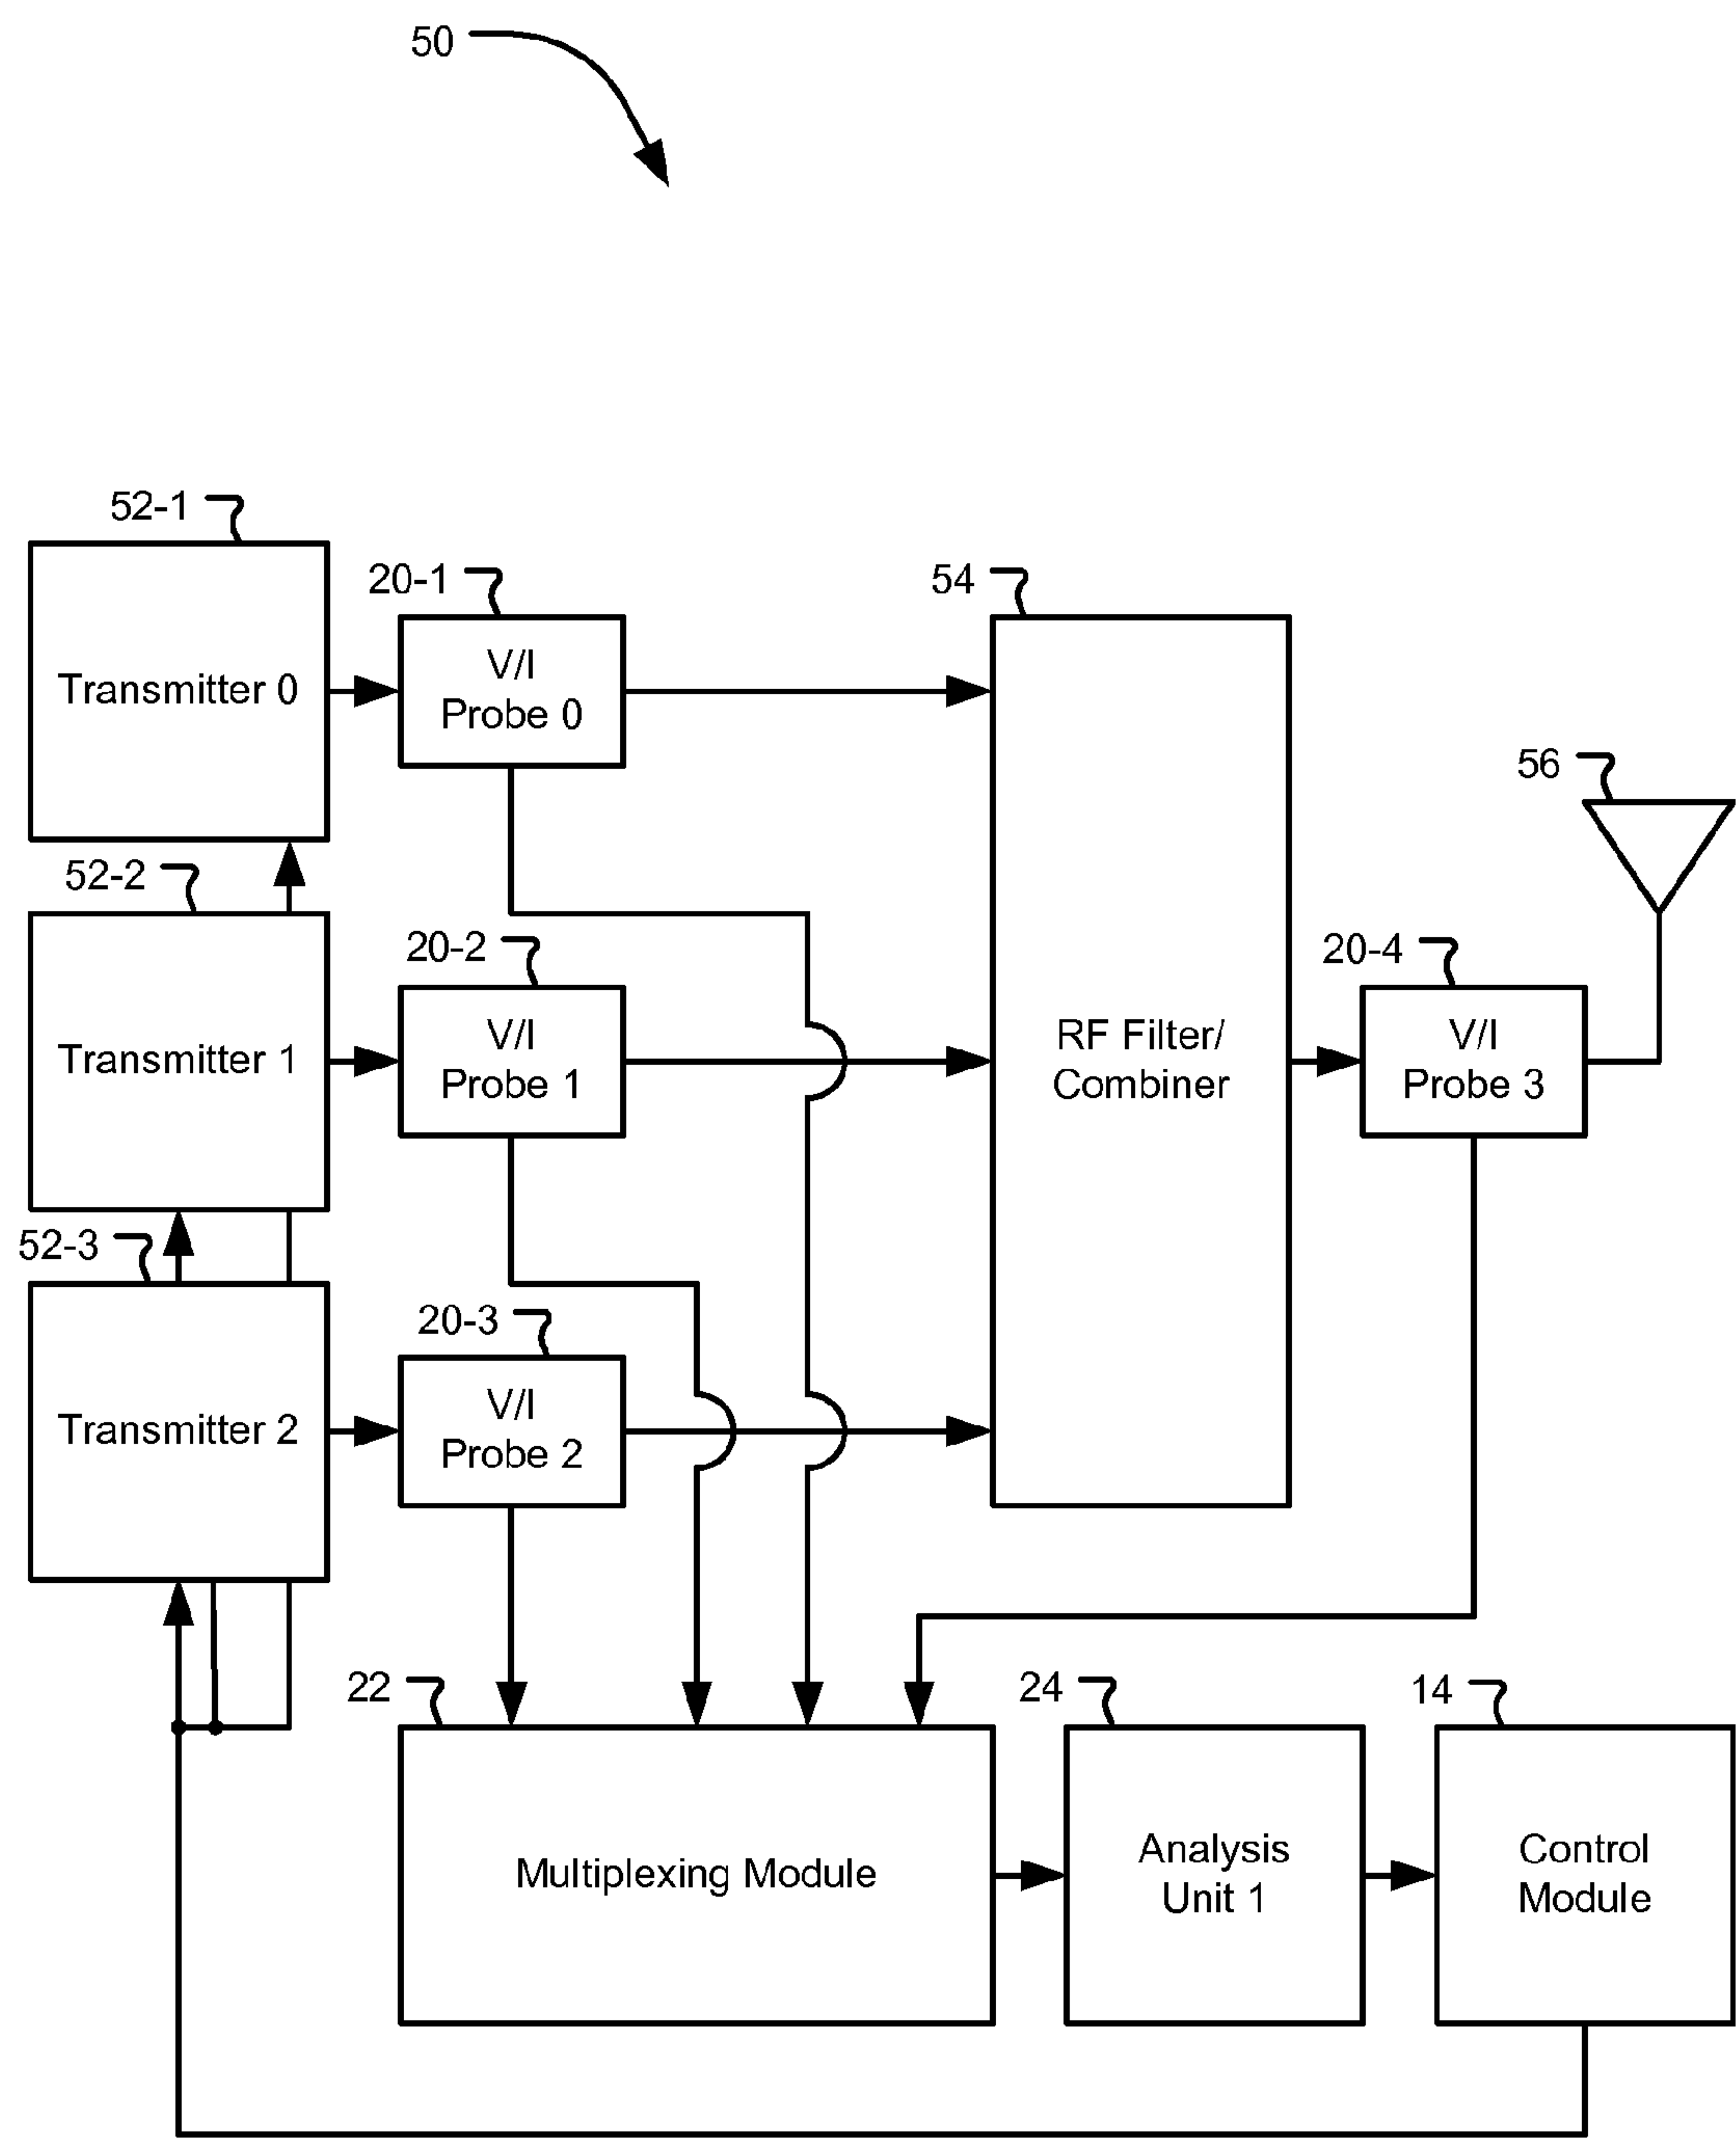 50
52-1
Transmitter 0
20-1
V/I
Probe 0
54
RF Filter/
Combiner
56
52-2
Transmitter 1
20-2
V/I
Probe 1
20-4
V/I
Probe 3
52-3
Transmitter 2
20-3
V/I
Probe 2
22
Multiplexing Module
24
Analysis
Unit 1
14
Control
Module